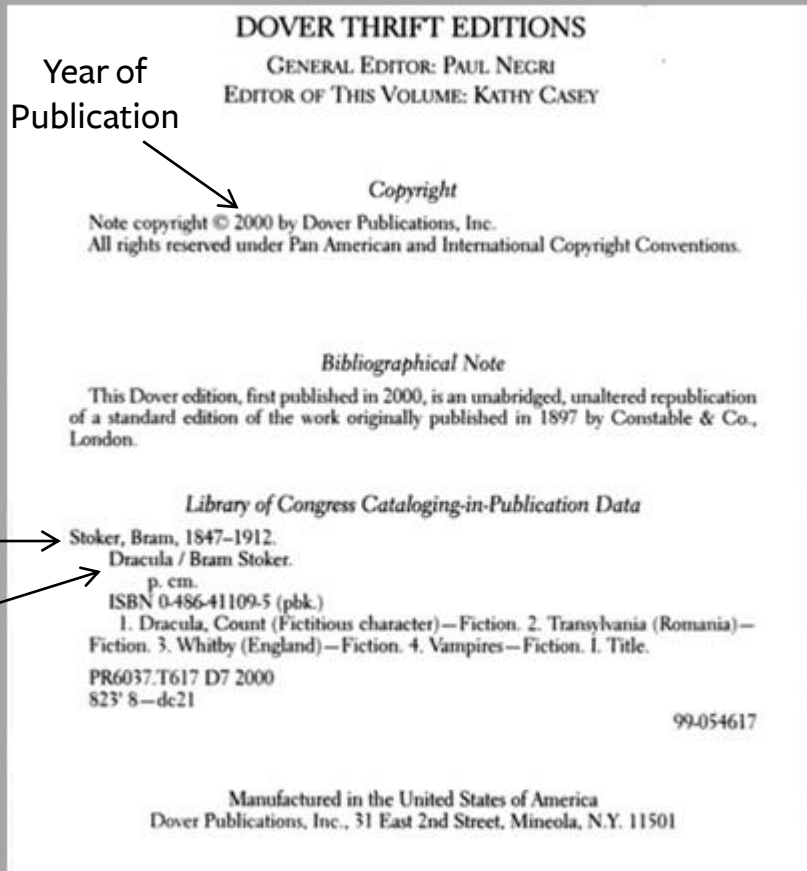 DOVER THRIFT EDITIONS
GENERAL EDITOR: PAUL NEGRI
EDITOR OF THIS VOLUME: KATHY CASEY
Year of
Publication
Copyright
Note copyright © 2000 by Dover Publications, Inc.
All rights reserved under Pan American and International Copyright Conventions.
Bibliographical Note
This Dover edition, first published in 2000, is an unabridged, unaltered republication
of a standard edition of the work originally published in 1897 by Constable & Co.,
London.
Library of Congress Cataloging-in-Publication Data
Stoker, Bram, 1847–1912.
Dracula / Bram Stoker.
p. cm.
ISBN 0-486-41109-5 (pbk.)
1. Dracula, Count (Fictitious character)—Fiction. 2. Transylvania (Romania)—
Fiction. 3. Whitby (England)—Fiction. 4. Vampires—Fiction. I. Title.
PR6037.T617 D7 2000
823' 8—dc21
99-054617
Manufactured in the United States of America
Dover Publications, Inc., 31 East 2nd Street, Mineola, N.Y. 11501